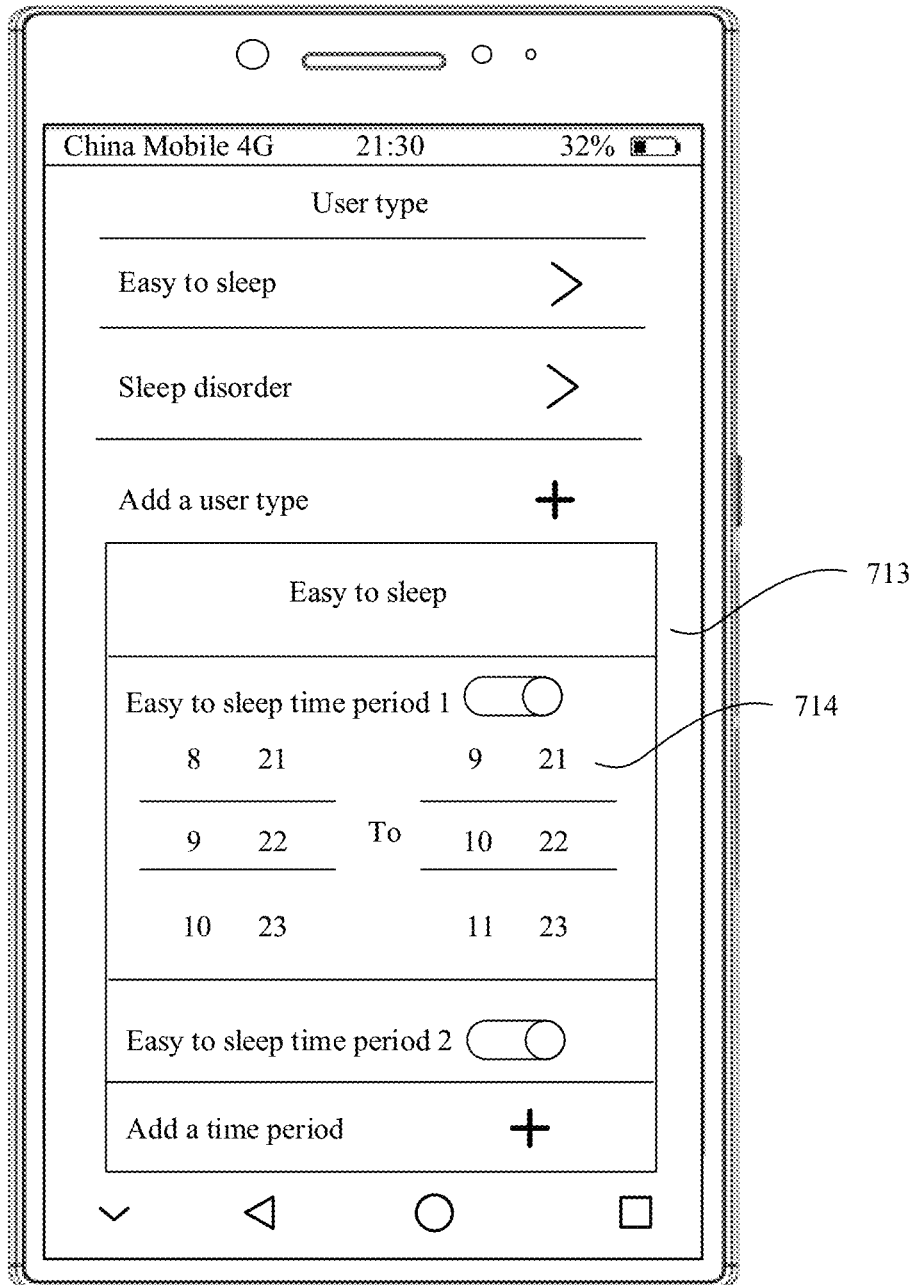 China Mobile 4G 21:30 32%
User type
Easy to sleep
Sleep disorder
Add a user type
Easy to sleep
713
Easy to sleep time period 1
714
8 21 9 21
9 22 To 10 22
10 23 11 23
Easy to sleep time period 2
Add a time period